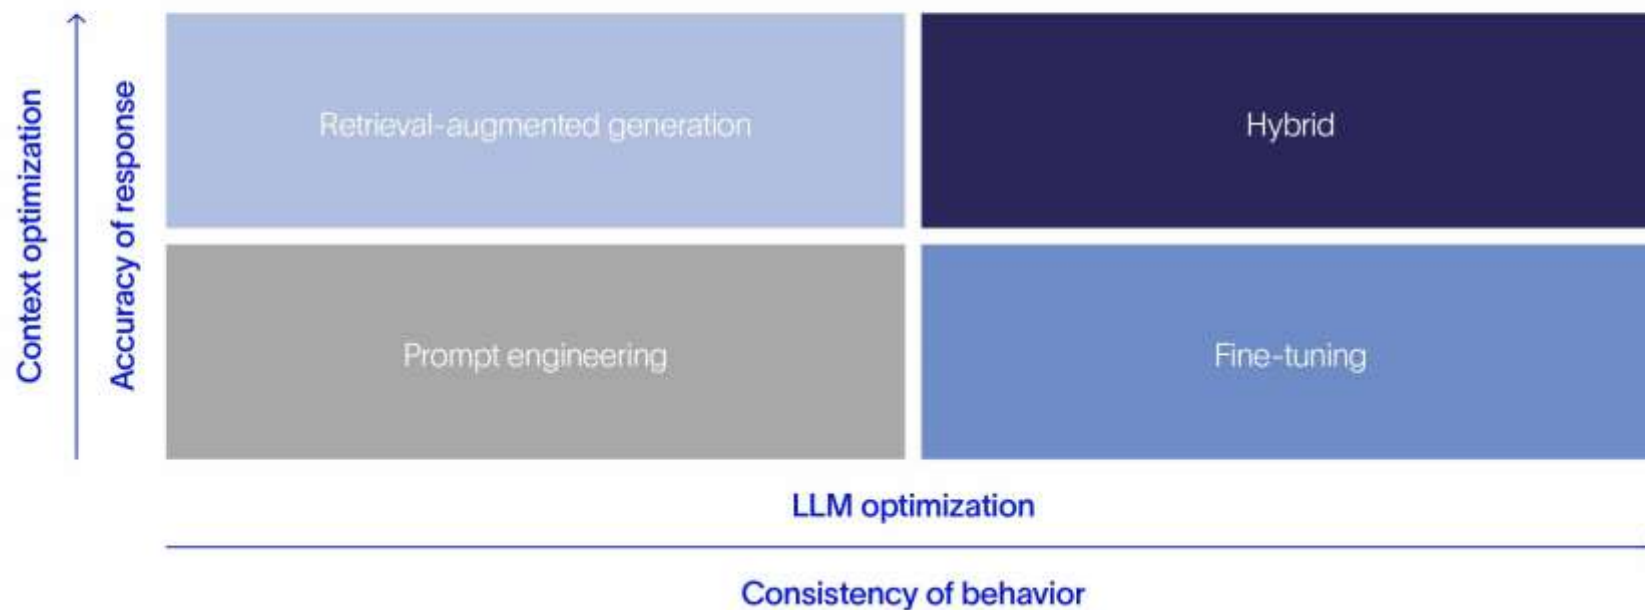 Context optimization
Accuracy of response
Retrieval-augmented generation
Hybrid
Prompt engineering
Fine-tuning
LLM optimization
Consistency of behavior